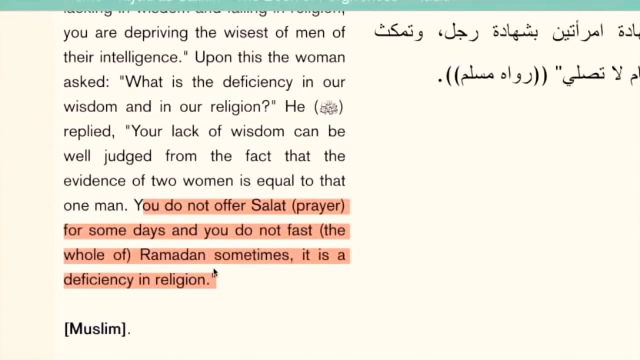 lacking in wisdom and failing in religion,
you are depriving the wisest of men of
their intelligence." Upon this the woman
asked: "What is the deficiency in our
wisdom and in our religion?" He (ﷺ)
replied, "Your lack of wisdom can be
well judged from the fact that the
evidence of two women is equal to that
one man. You do not offer Salat (prayer)
for some days and you do not fast (the
whole of) Ramadan sometimes, it is a
deficiency in religion."
[Muslim].
امرأتين بشهادة رجل، وتمكث
لا تصلي" ((رواه مسلم)).